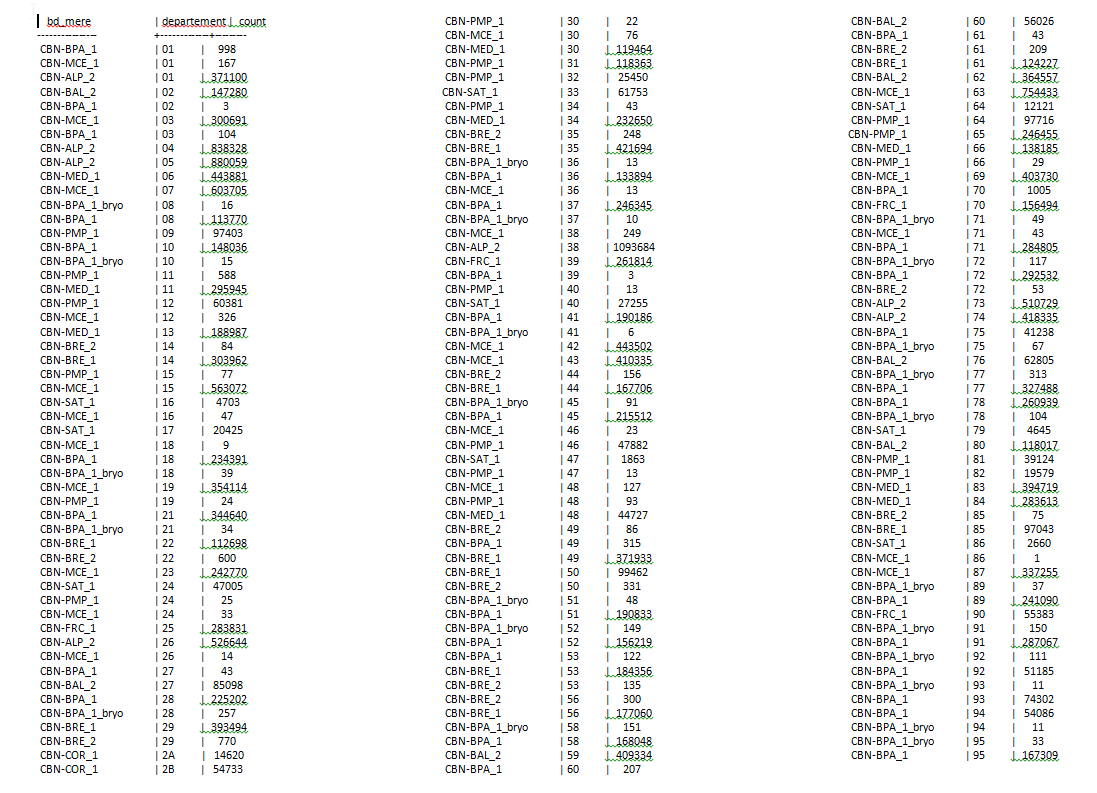 bd_mere | departement | count
----------------+-------------+--------
CBN-BPA_1 | 01 | 998
CBN-MCE_1 | 01 | 167
CBN-ALP_2 | 01 | 371100
CBN-BAL_2 | 02 | 147280
CBN-BPA_1 | 02 | 3
CBN-MCE_1 | 03 | 300691
CBN-BPA_1 | 03 | 104
CBN-ALP_2 | 04 | 838328
CBN-ALP_2 | 05 | 880059
CBN-MED_1 | 06 | 443881
CBN-MCE_1 | 07 | 603705
CBN-BPA_1_bryo | 08 | 16
CBN-BPA_1 | 08 | 113770
CBN-PMP_1 | 09 | 97403
CBN-BPA_1 | 10 | 148036
CBN-BPA_1_bryo | 10 | 15
CBN-PMP_1 | 11 | 588
CBN-MED_1 | 11 | 295945
CBN-PMP_1 | 12 | 60381
CBN-MCE_1 | 12 | 326
CBN-MED_1 | 13 | 188987
CBN-BRE_2 | 14 | 84
CBN-BRE_1 | 14 | 303962
CBN-PMP_1 | 15 | 77
CBN-MCE_1 | 15 | 563072
CBN-SAT_1 | 16 | 4703
CBN-MCE_1 | 16 | 47
CBN-SAT_1 | 17 | 20425
CBN-MCE_1 | 18 | 9
CBN-BPA_1 | 18 | 234391
CBN-BPA_1_bryo | 18 | 39
CBN-MCE_1 | 19 | 354114
CBN-PMP_1 | 19 | 24
CBN-BPA_1 | 21 | 344640
CBN-BPA_1_bryo | 21 | 34
CBN-BRE_1 | 22 | 112698
CBN-BRE_2 | 22 | 600
CBN-MCE_1 | 23 | 242770
CBN-SAT_1 | 24 | 47005
CBN-PMP_1 | 24 | 25
CBN-MCE_1 | 24 | 33
CBN-FRC_1 | 25 | 283831
CBN-ALP_2 | 26 | 526644
CBN-MCE_1 | 26 | 14
CBN-BPA_1 | 27 | 43
CBN-BAL_2 | 27 | 85098
CBN-BPA_1 | 28 | 225202
CBN-BPA_1_bryo | 28 | 257
CBN-BRE_1 | 29 | 393494
CBN-BRE_2 | 29 | 770
CBN-COR_1 | 2A | 14620
CBN-COR_1 | 2B | 54733
CBN-PMP_1 | 30 | 22
CBN-MCE_1 | 30 | 76
CBN-MED_1 | 30 | 119464
CBN-PMP_1 | 31 | 118363
CBN-PMP_1 | 32 | 25450
CBN-SAT_1 | 33 | 61753
CBN-PMP_1 | 34 | 43
CBN-MED_1 | 34 | 232650
CBN-BRE_2 | 35 | 248
CBN-BRE_1 | 35 | 421694
CBN-BPA_1_bryo | 36 | 13
CBN-BPA_1 | 36 | 133894
CBN-MCE_1 | 36 | 13
CBN-BPA_1 | 37 | 246345
CBN-BPA_1_bryo | 37 | 10
CBN-MCE_1 | 38 | 249
CBN-ALP_2 | 38 | 1093684
CBN-FRC_1 | 39 | 261814
CBN-BPA_1 | 39 | 3
CBN-PMP_1 | 40 | 13
CBN-SAT_1 | 40 | 27255
CBN-BPA_1 | 41 | 190186
CBN-BPA_1_bryo | 41 | 6
CBN-MCE_1 | 42 | 443502
CBN-MCE_1 | 43 | 410335
CBN-BRE_2 | 44 | 156
CBN-BRE_1 | 44 | 167706
CBN-BPA_1_bryo | 45 | 91
CBN-BPA_1 | 45 | 215512
CBN-MCE_1 | 46 | 23
CBN-PMP_1 | 46 | 47882
CBN-SAT_1 | 47 | 1863
CBN-PMP_1 | 47 | 13
CBN-MCE_1 | 48 | 127
CBN-PMP_1 | 48 | 93
CBN-MED_1 | 48 | 44727
CBN-BRE_2 | 49 | 86
CBN-BPA_1 | 49 | 315
CBN-BRE_1 | 49 | 371933
CBN-BRE_1 | 50 | 99462
CBN-BRE_2 | 50 | 331
CBN-BPA_1_bryo | 51 | 48
CBN-BPA_1 | 51 | 190833
CBN-BPA_1_bryo | 52 | 149
CBN-BPA_1 | 52 | 156219
CBN-BPA_1 | 53 | 122
CBN-BRE_1 | 53 | 184356
CBN-BRE_2 | 53 | 135
CBN-BRE_2 | 56 | 300
CBN-BRE_1 | 56 | 177060
CBN-BPA_1_bryo | 58 | 151
CBN-BPA_1 | 58 | 168048
CBN-BAL_2 | 59 | 409334
CBN-BPA_1 | 60 | 207
CBN-BAL_2 | 60 | 56026
CBN-BPA_1 | 61 | 43
CBN-BRE_2 | 61 | 209
CBN-BRE_1 | 61 | 124227
CBN-BAL_2 | 62 | 364557
CBN-MCE_1 | 63 | 754433
CBN-SAT_1 | 64 | 12121
CBN-PMP_1 | 64 | 97716
CBN-PMP_1 | 65 | 246455
CBN-MED_1 | 66 | 138185
CBN-PMP_1 | 66 | 29
CBN-MCE_1 | 69 | 403730
CBN-BPA_1 | 70 | 1005
CBN-FRC_1 | 70 | 156494
CBN-BPA_1_bryo | 71 | 49
CBN-MCE_1 | 71 | 43
CBN-BPA_1 | 71 | 284805
CBN-BPA_1_bryo | 72 | 117
CBN-BPA_1 | 72 | 292532
CBN-BRE_2 | 72 | 53
CBN-ALP_2 | 73 | 510729
CBN-ALP_2 | 74 | 418335
CBN-BPA_1 | 75 | 41238
CBN-BPA_1_bryo | 75 | 67
CBN-BAL_2 | 76 | 62805
CBN-BPA_1_bryo | 77 | 313
CBN-BPA_1 | 77 | 327488
CBN-BPA_1 | 78 | 260939
CBN-BPA_1_bryo | 78 | 104
CBN-SAT_1 | 79 | 4645
CBN-BAL_2 | 80 | 118017
CBN-PMP_1 | 81 | 39124
CBN-PMP_1 | 82 | 19579
CBN-MED_1 | 83 | 394719
CBN-MED_1 | 84 | 283613
CBN-BRE_2 | 85 | 75
CBN-BRE_1 | 85 | 97043
CBN-SAT_1 | 86 | 2660
CBN-MCE_1 | 86 | 1
CBN-MCE_1 | 87 | 337255
CBN-BPA_1_bryo | 89 | 37
CBN-BPA_1 | 89 | 241090
CBN-FRC_1 | 90 | 55383
CBN-BPA_1_bryo | 91 | 150
CBN-BPA_1 | 91 | 287067
CBN-BPA_1_bryo | 92 | 111
CBN-BPA_1 | 92 | 51185
CBN-BPA_1_bryo | 93 | 11
CBN-BPA_1 | 93 | 74302
CBN-BPA_1 | 94 | 54086
CBN-BPA_1_bryo | 94 | 11
CBN-BPA_1_bryo | 95 | 33
CBN-BPA_1 | 95 | 167309